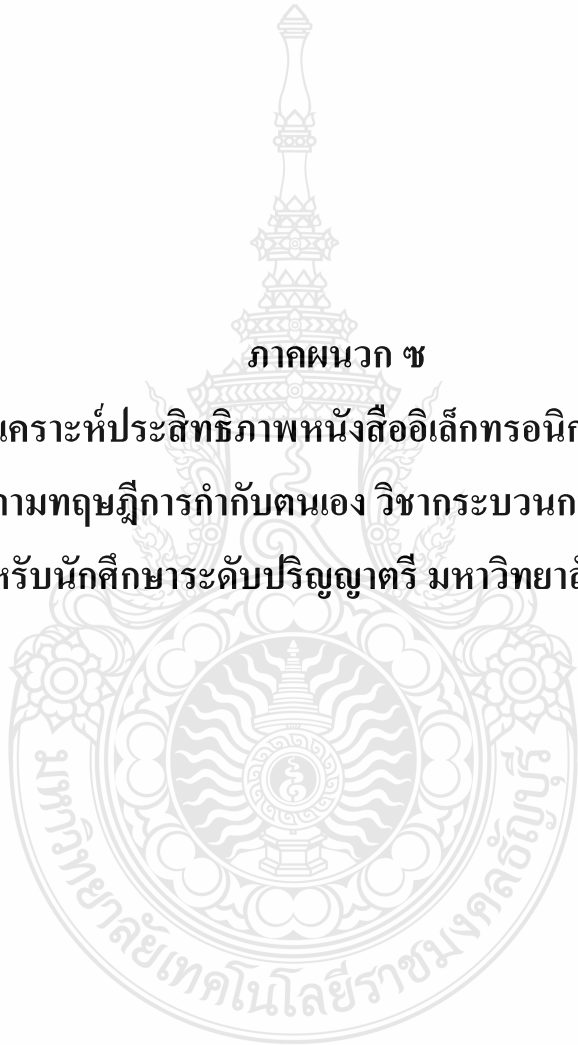 ภาคผนวก ซ
เคราะห์ประสิทธิภาพหนังสืออิเล็กทรอนิก
ตามทฤษฎีการกำกับตนเอง วิชากระบวนก
หรับนักศึกษาระดับปริญญาตรี มหาวิทยาลั
มหาวิทยาลัยเทคโนโลยีราชมงคลธัญบุรี